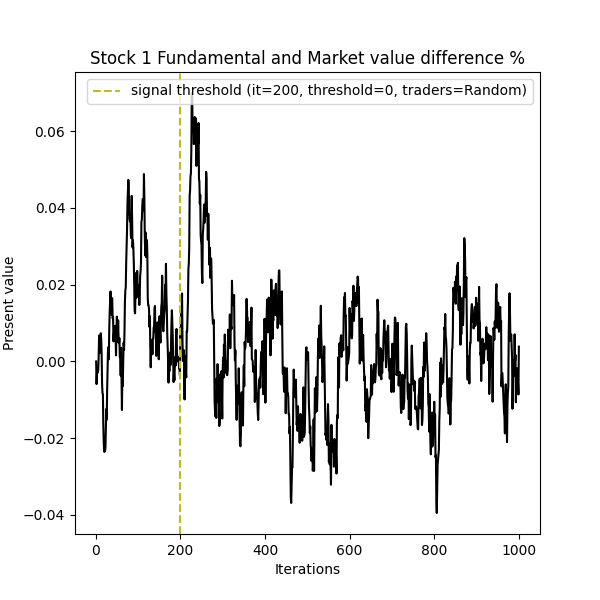 Stock 1 Fundamental and Market value difference %
signal threshold (it=200, threshold=0, traders=Random)
0.06
0.04
0.02
0.00
−0.02
−0.04
Present value
0 200 400 600 800 1000
Iterations